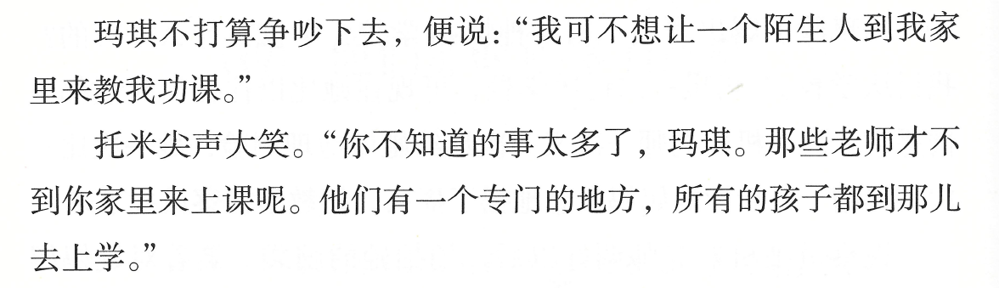 玛琪不打算争吵下去，便说：“我可不想让一个陌生人到我家
里来教我功课。”
托米尖声大笑。“你不知道的事太多了，玛琪。那些老师才不
到你家里来上课呢。他们有一个专门的地方，所有的孩子都到那儿
去上学。”